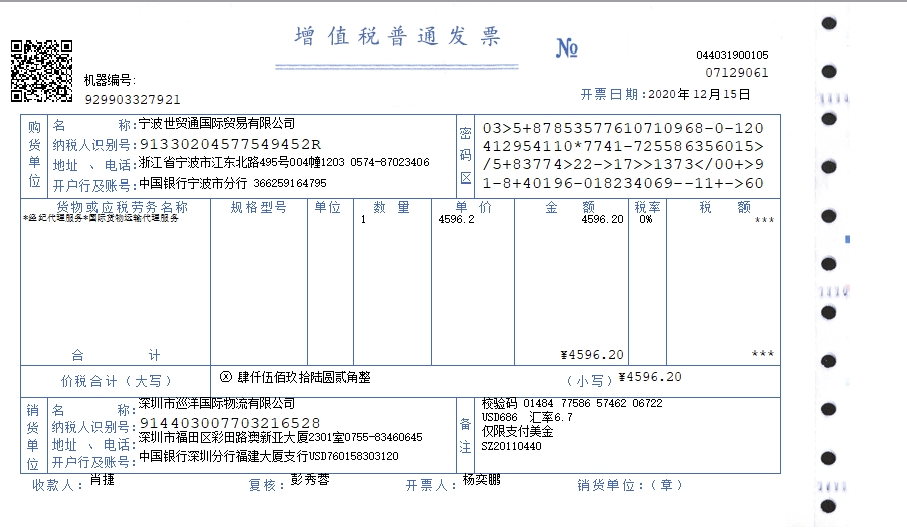 增值税普通发票
№
044031900105
07129061
机器编号:
929903327921
开票日期:2020年12月15日
购货单位
名 称:宁波世贸通国际贸易有限公司
纳税人识别号:91330204577549452R
地址 、电话:浙江省宁波市江东北路495号004幢1203 0574-87023406
开户行及账号:中国银行宁波市分行 366259164795
密码区
03>5+87853577610710968-0-120
412954110*7741-725586356015>
/5+83774>22->17>>1373</00+>9
1-8+40196-018234069--11+->60
货物或应税劳务名称 规格型号 单位 数 量 单 价 金 额 税率 税 额
*经纪代理服务*国际货物运输代理服务 1 4596.2 4596.20 0% ***
合 计 ¥4596.20 ***
价税合计（大写） ⓧ 肆仟伍佰玖拾陆圆贰角整 （小写）¥4596.20
销货单位
名 称:深圳市巡洋国际物流有限公司
纳税人识别号:914403007703216528
地址 、电话:深圳市福田区彩田路澳新亚大厦2301室0755-83460645
开户行及账号:中国银行深圳分行福建大厦支行USD760158303120
备注
校验码 01484 77586 57462 06722
USD686 汇率6.7
仅限支付美金
SZ20110440
收款人:肖捷 复核:彭秀蓉 开票人:杨奕鹏 销货单位:（章）